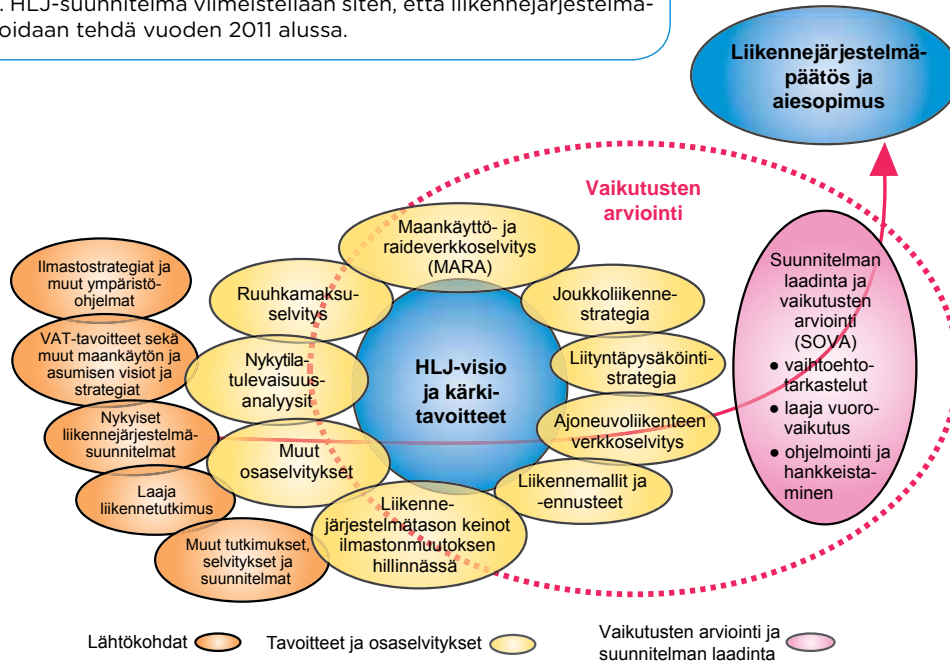 . HLJ-suunnitelma viimeistellään siten, että liikennejärjestelmä-
oidaan tehdä vuoden 2011 alussa.
Liikennejärjestelmä-
päätös ja
aiesopimus
Vaikutusten
arviointi
Maankäyttö- ja
raideverkkoselvitys
(MARA)
Ilmastostrategiat ja
muut ympäristö-
ohjelmat
Ruuhkamaksu-
selvitys
Joukkoliikenne-
strategia
Suunnitelman
laadinta ja
vaikutusten
arviointi
(SOVA)
● vaihtoehto-
tarkastelut
● laaja vuoro-
vaikutus
● ohjelmointi ja
hankkeista-
minen
VAT-tavoitteet sekä
muut maankäytön ja
asumisen visiot ja
strategiat
Nykytila-
tulevaisuus-
analyysit
HLJ-visio
ja kärki-
tavoitteet
Liityntäpysäköinti-
strategia
Nykyiset
liikennejärjestelmä-
suunnitelmat
Muut
osaselvitykset
Ajoneuvoliikenteen
verkkoselvitys
Laaja
liikennetutkimus
Liikennemallit ja
-ennusteet
Muut tutkimukset,
selvitykset ja
suunnitelmat
Liikenne-
järjestelmätason keinot
ilmastonmuutoksen
hillinnässä
Lähtökohdat
Tavoitteet ja osaselvitykset
Vaikutusten arviointi ja
suunnitelman laadinta